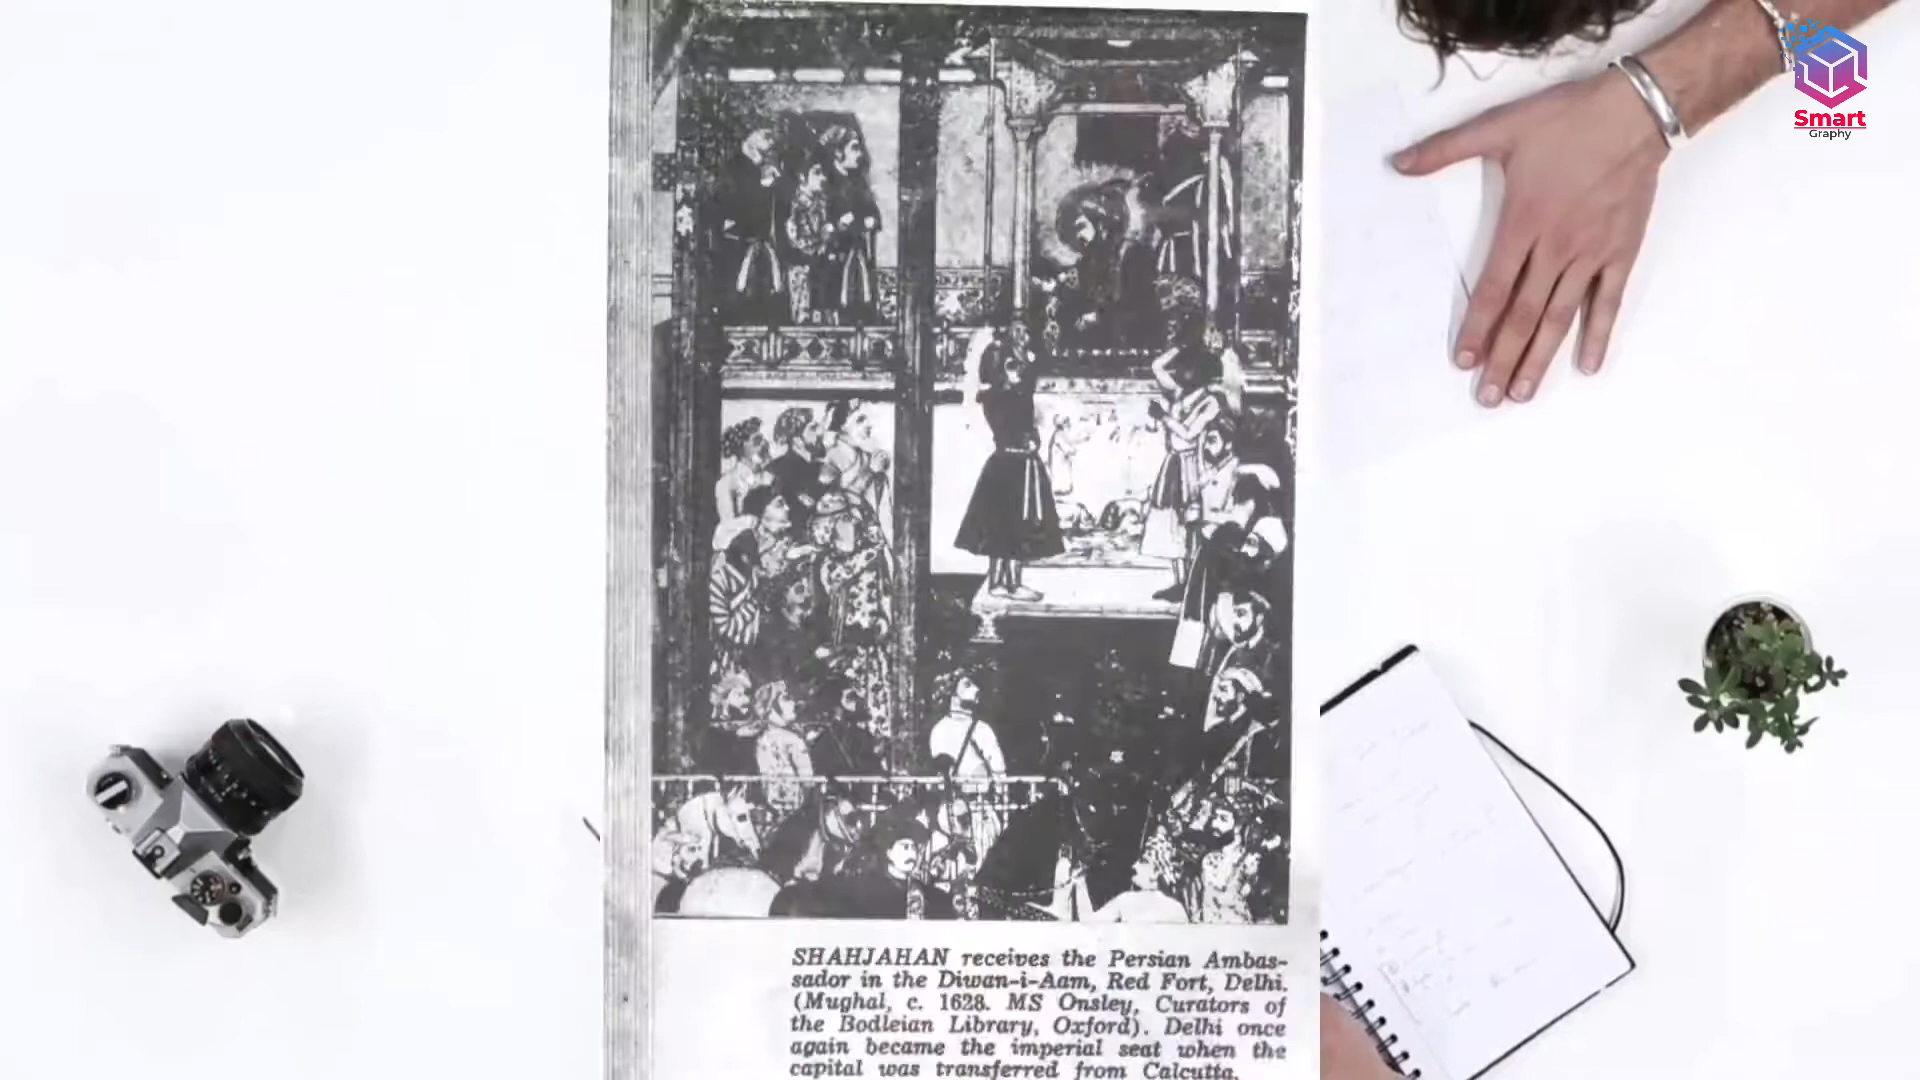 Smart
Graphy
SHAHJAHAN receives the Persian Ambas-
sador in the Diwan-i-Aam, Red Fort, Delhi.
(Mughal, c. 1628. MS Onsley, Curators of
the Bodleian Library, Oxford). Delhi once
again became the imperial seat when the
capital was transferred from Calcutta.